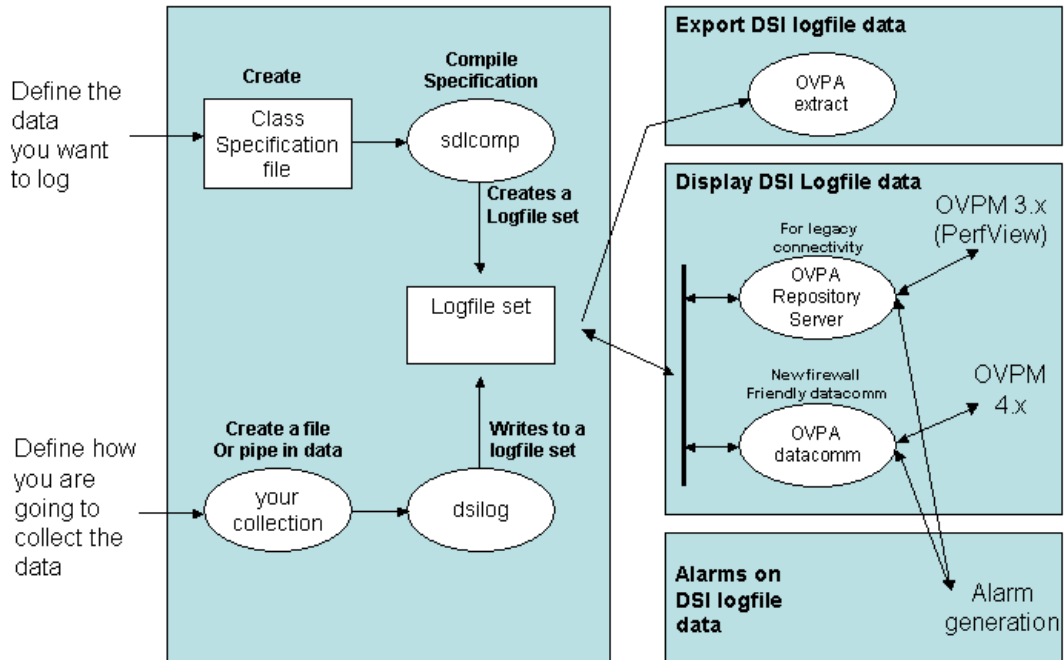 Define the
data
you want
to log
Create
Class
Specification
file
Compile
Specification
sdlcomp
Creates a
Logfile set
Logfile set
Define how
you are
going to
collect the
data
Create a file
Or pipe in data
your
collection
Writes to a
logfile set
dsilog
Export DSI logfile data
OVPA
extract
Display DSI Logfile data
For legacy
connectivity
OVPA
Repository
Server
OVPM 3.x
(PerfView)
New firewall
Friendly datacomm
OVPA
datacomm
OVPM
4.x
Alarms on
DSI logfile
data
Alarm
generation